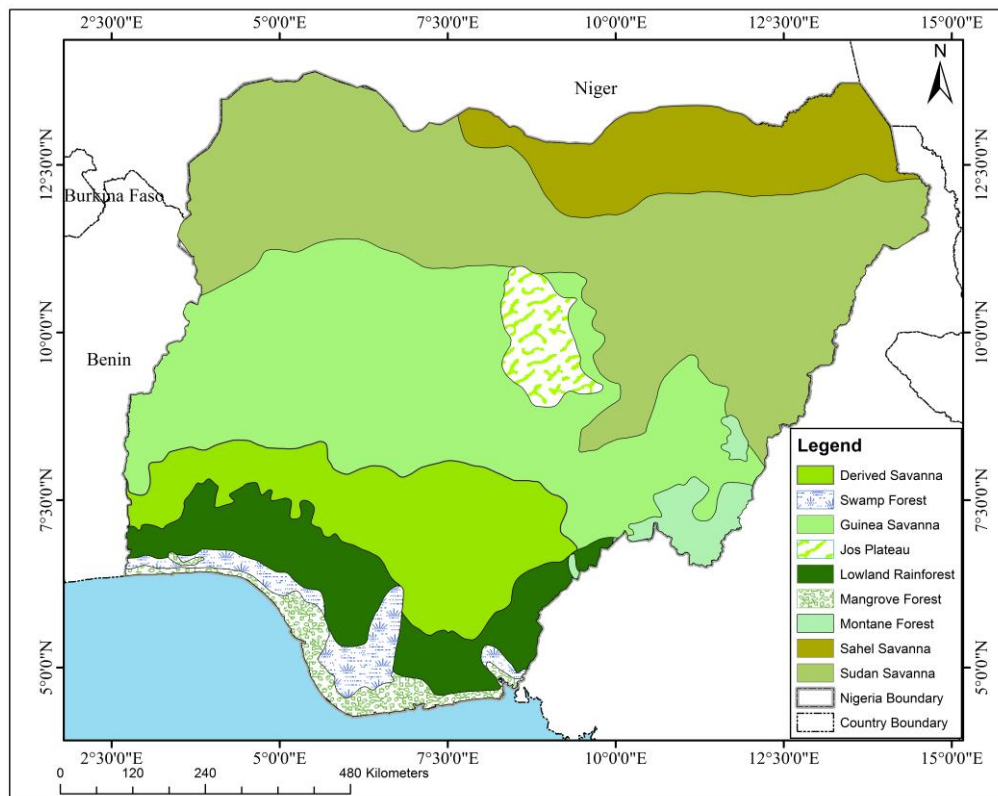 2°30'0"E 5°0'0"E 7°30'0"E 10°0'0"E 12°30'0"E 15°0'0"E
N
Niger
12°30'0"N 12°30'0"N
Burkina Faso
10°0'0"N 10°0'0"N
Benin
7°30'0"N 7°30'0"N
5°0'0"N 5°0'0"N
Legend
Derived Savanna
Swamp Forest
Guinea Savanna
Jos Plateau
Lowland Rainforest
Mangrove Forest
Montane Forest
Sahel Savanna
Sudan Savanna
Nigeria Boundary
Country Boundary
2°30'0"E 5°0'0"E 7°30'0"E 10°0'0"E 12°30'0"E 15°0'0"E
0 120 240 480 Kilometers